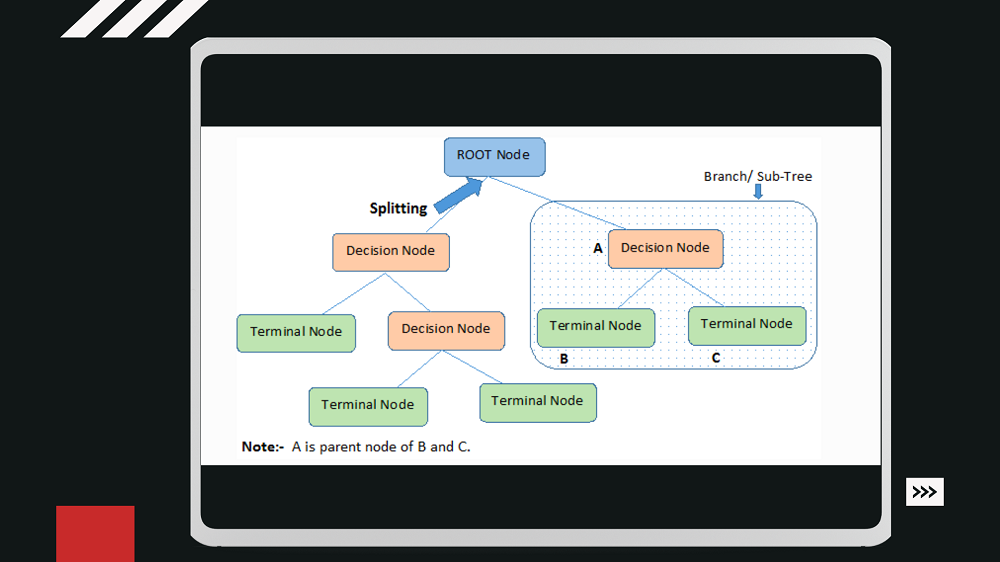 ROOT Node
Branch/ Sub-Tree
Splitting
Decision Node
A Decision Node
Terminal Node
Decision Node
Terminal Node
Terminal Node
B
C
Terminal Node
Terminal Node
Note:- A is parent node of B and C.